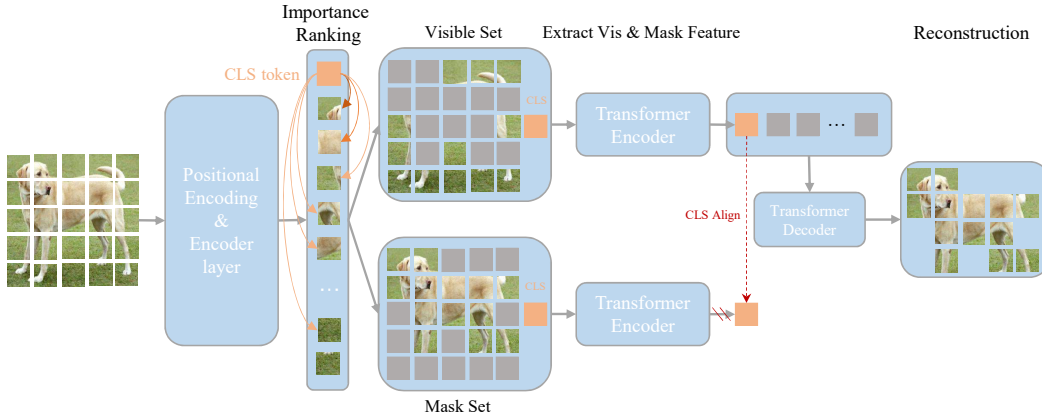 Importance
Ranking
Visible Set
Extract Vis & Mask Feature
Reconstruction
CLS token
CLS
Transformer
Encoder
...
Positional
Encoding
&
Encoder
layer
CLS Align
Transformer
Decoder
CLS
Transformer
Encoder
...
Mask Set